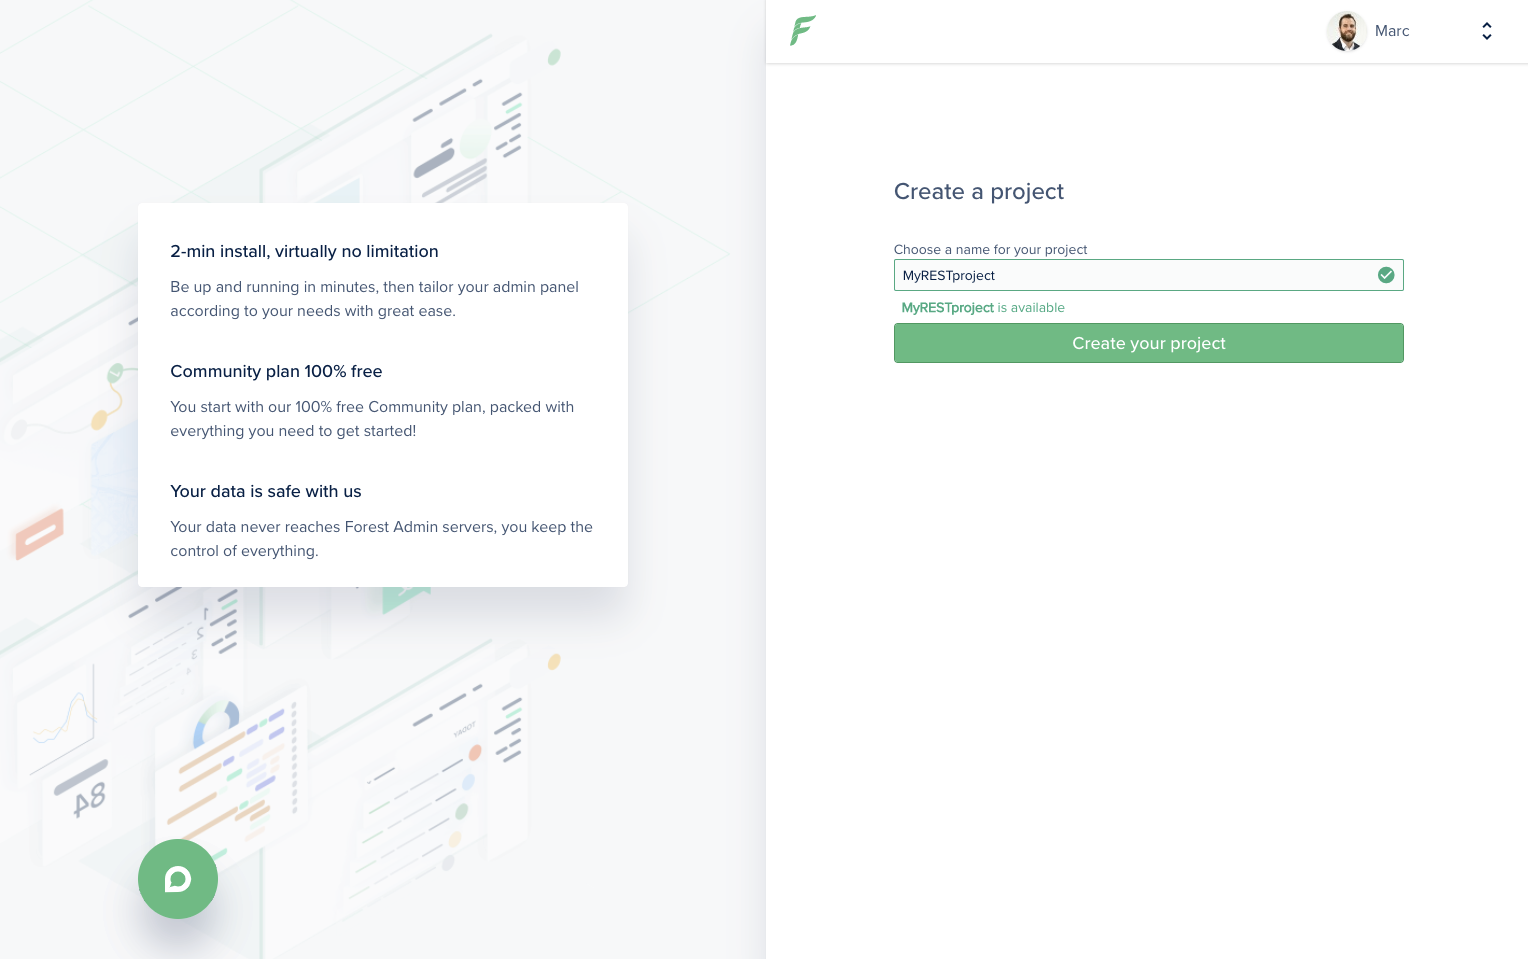 Marc
2-min install, virtually no limitation
Be up and running in minutes, then tailor your admin panel
according to your needs with great ease.
Community plan 100% free
You start with our 100% free Community plan, packed with
everything you need to get started!
Your data is safe with us
Your data never reaches Forest Admin servers, you keep the
control of everything.
Create a project
Choose a name for your project
MyRESTproject
MyRESTproject is available
Create your project